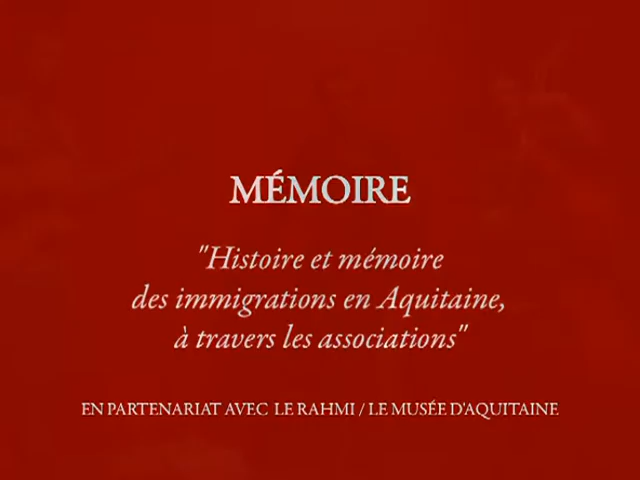 MÉMOIRE
"Histoire et mémoire
des immigrations en Aquitaine,
à travers les associations"
EN PARTENARIAT AVEC LE RAHMI / LE MUSÉE D'AQUITAINE